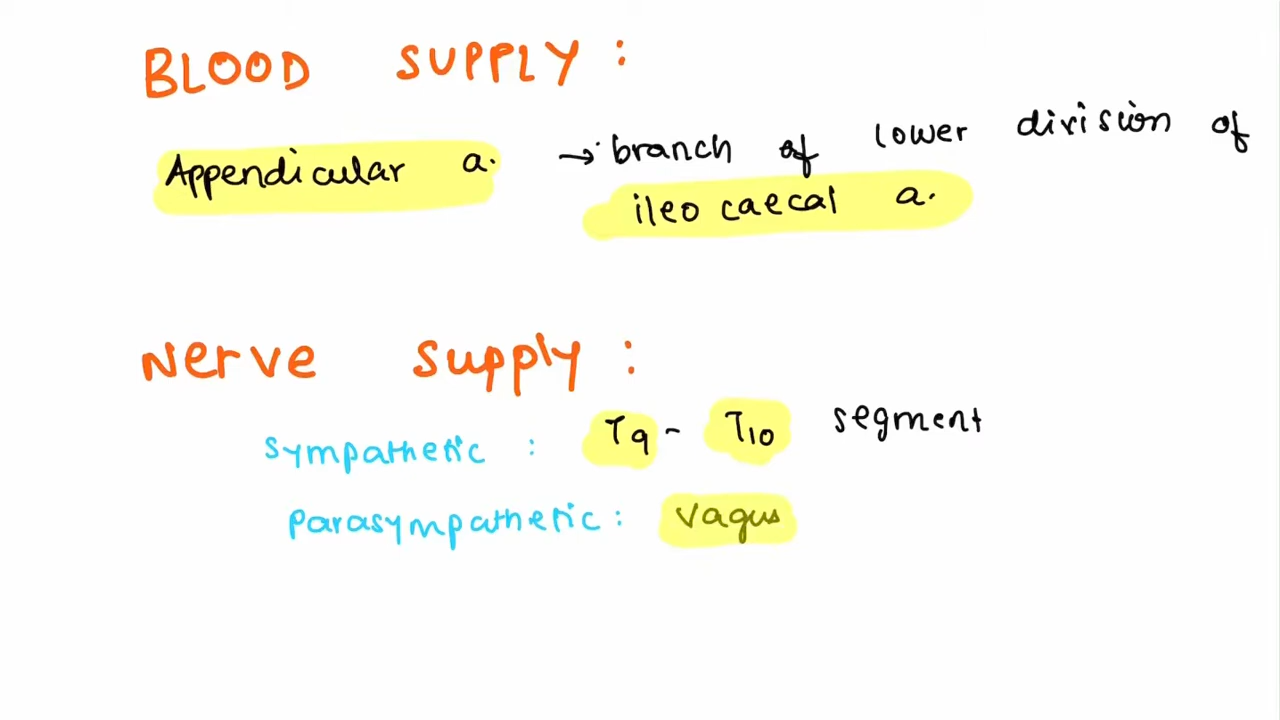 BLOOD SUPPLY :
Appendicular a. → branch of lower division of
ileo caecal a.
Nerve supply :
sympathetic : T9 - T10 segment
parasympathetic : vagus